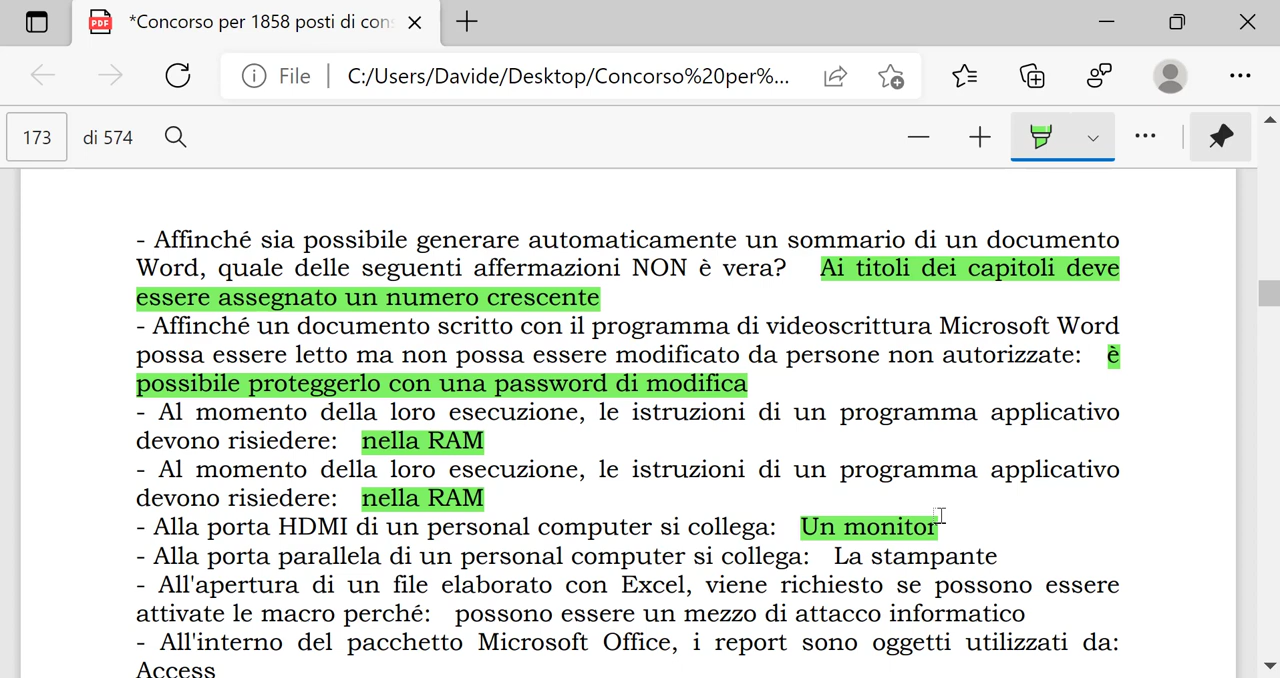 *Concorso per 1858 posti di con
File
C:/Users/Davide/Desktop/Concorso%20per%...
173 di 574
- Affinché sia possibile generare automaticamente un sommario di un documento
Word, quale delle seguenti affermazioni NON è vera? Ai titoli dei capitoli deve
essere assegnato un numero crescente
- Affinché un documento scritto con il programma di videoscrittura Microsoft Word
possa essere letto ma non possa essere modificato da persone non autorizzate: è
possibile proteggerlo con una password di modifica
- Al momento della loro esecuzione, le istruzioni di un programma applicativo
devono risiedere: nella RAM
- Al momento della loro esecuzione, le istruzioni di un programma applicativo
devono risiedere: nella RAM
- Alla porta HDMI di un personal computer si collega: Un monitor
- Alla porta parallela di un personal computer si collega: La stampante
- All'apertura di un file elaborato con Excel, viene richiesto se possono essere
attivate le macro perché: possono essere un mezzo di attacco informatico
- All'interno del pacchetto Microsoft Office, i report sono oggetti utilizzati da:
Access